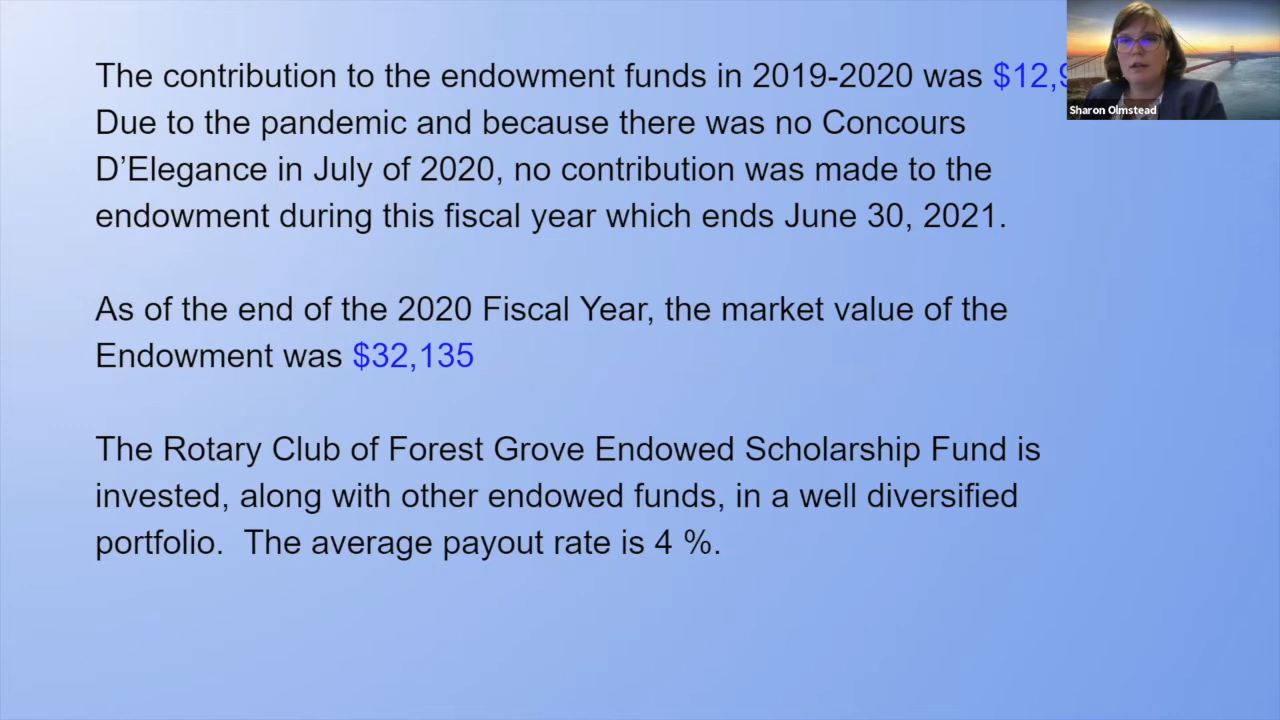 The contribution to the endowment funds in 2019-2020 was
Due to the pandemic and because there was no Concours
D’Elegance in July of 2020, no contribution was made to the
endowment during this fiscal year which ends June 30, 2021.
As of the end of the 2020 Fiscal Year, the market value of the
Endowment was $32,135
The Rotary Club of Forest Grove Endowed Scholarship Fund is
invested, along with other endowed funds, in a well diversified
portfolio.  The average payout rate is 4 %.
Sharon Olmstead